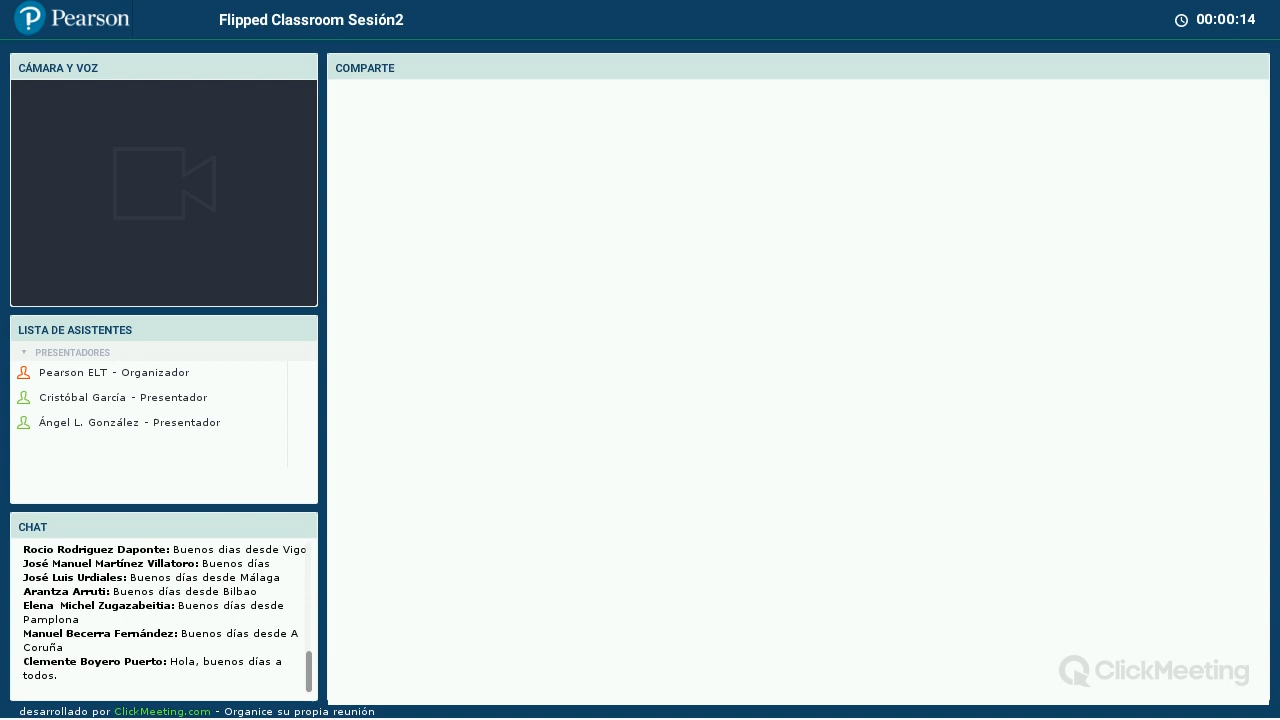 Pearson
Flipped Classroom Sesión2
00:00:14
CÁMARA Y VOZ
COMPARTE
LISTA DE ASISTENTES
PRESENTADORES
Pearson ELT - Organizador
Cristóbal García - Presentador
Ángel L. González - Presentador
CHAT
Rocio Rodriguez Daponte: Buenos dias desde Vigo
José Manuel Martínez Villatoro: Buenos días
José Luis Urdiales: Buenos días desde Málaga
Arantza Arruti: Buenos días desde Bilbao
Elena Michel Zugazabeitia: Buenos días desde
Pamplona
Manuel Becerra Fernández: Buenos días desde A
Coruña
Clemente Boyero Puerto: Hola, buenos días a
todos.
ClickMeeting
desarrollado por ClickMeeting.com - Organice su propia reunión